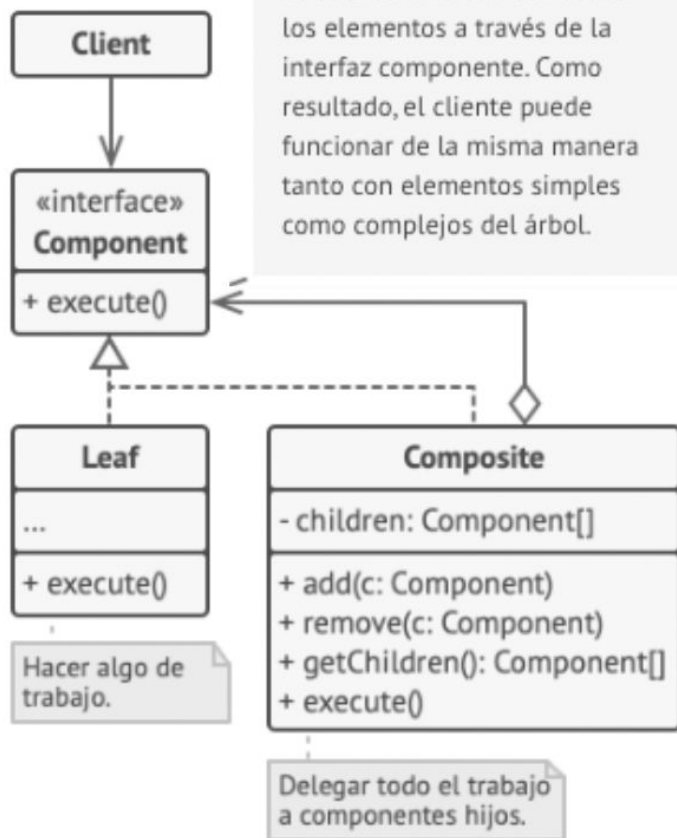 los elementos a través de la
interfaz componente. Como
resultado, el cliente puede
funcionar de la misma manera
tanto con elementos simples
como complejos del árbol.
Client
«interface»
Component
+ execute()
Leaf
...
+ execute()
Hacer algo de
trabajo.
Composite
- children: Component[]
+ add(c: Component)
+ remove(c: Component)
+ getChildren(): Component[]
+ execute()
Delegar todo el trabajo
a componentes hijos.